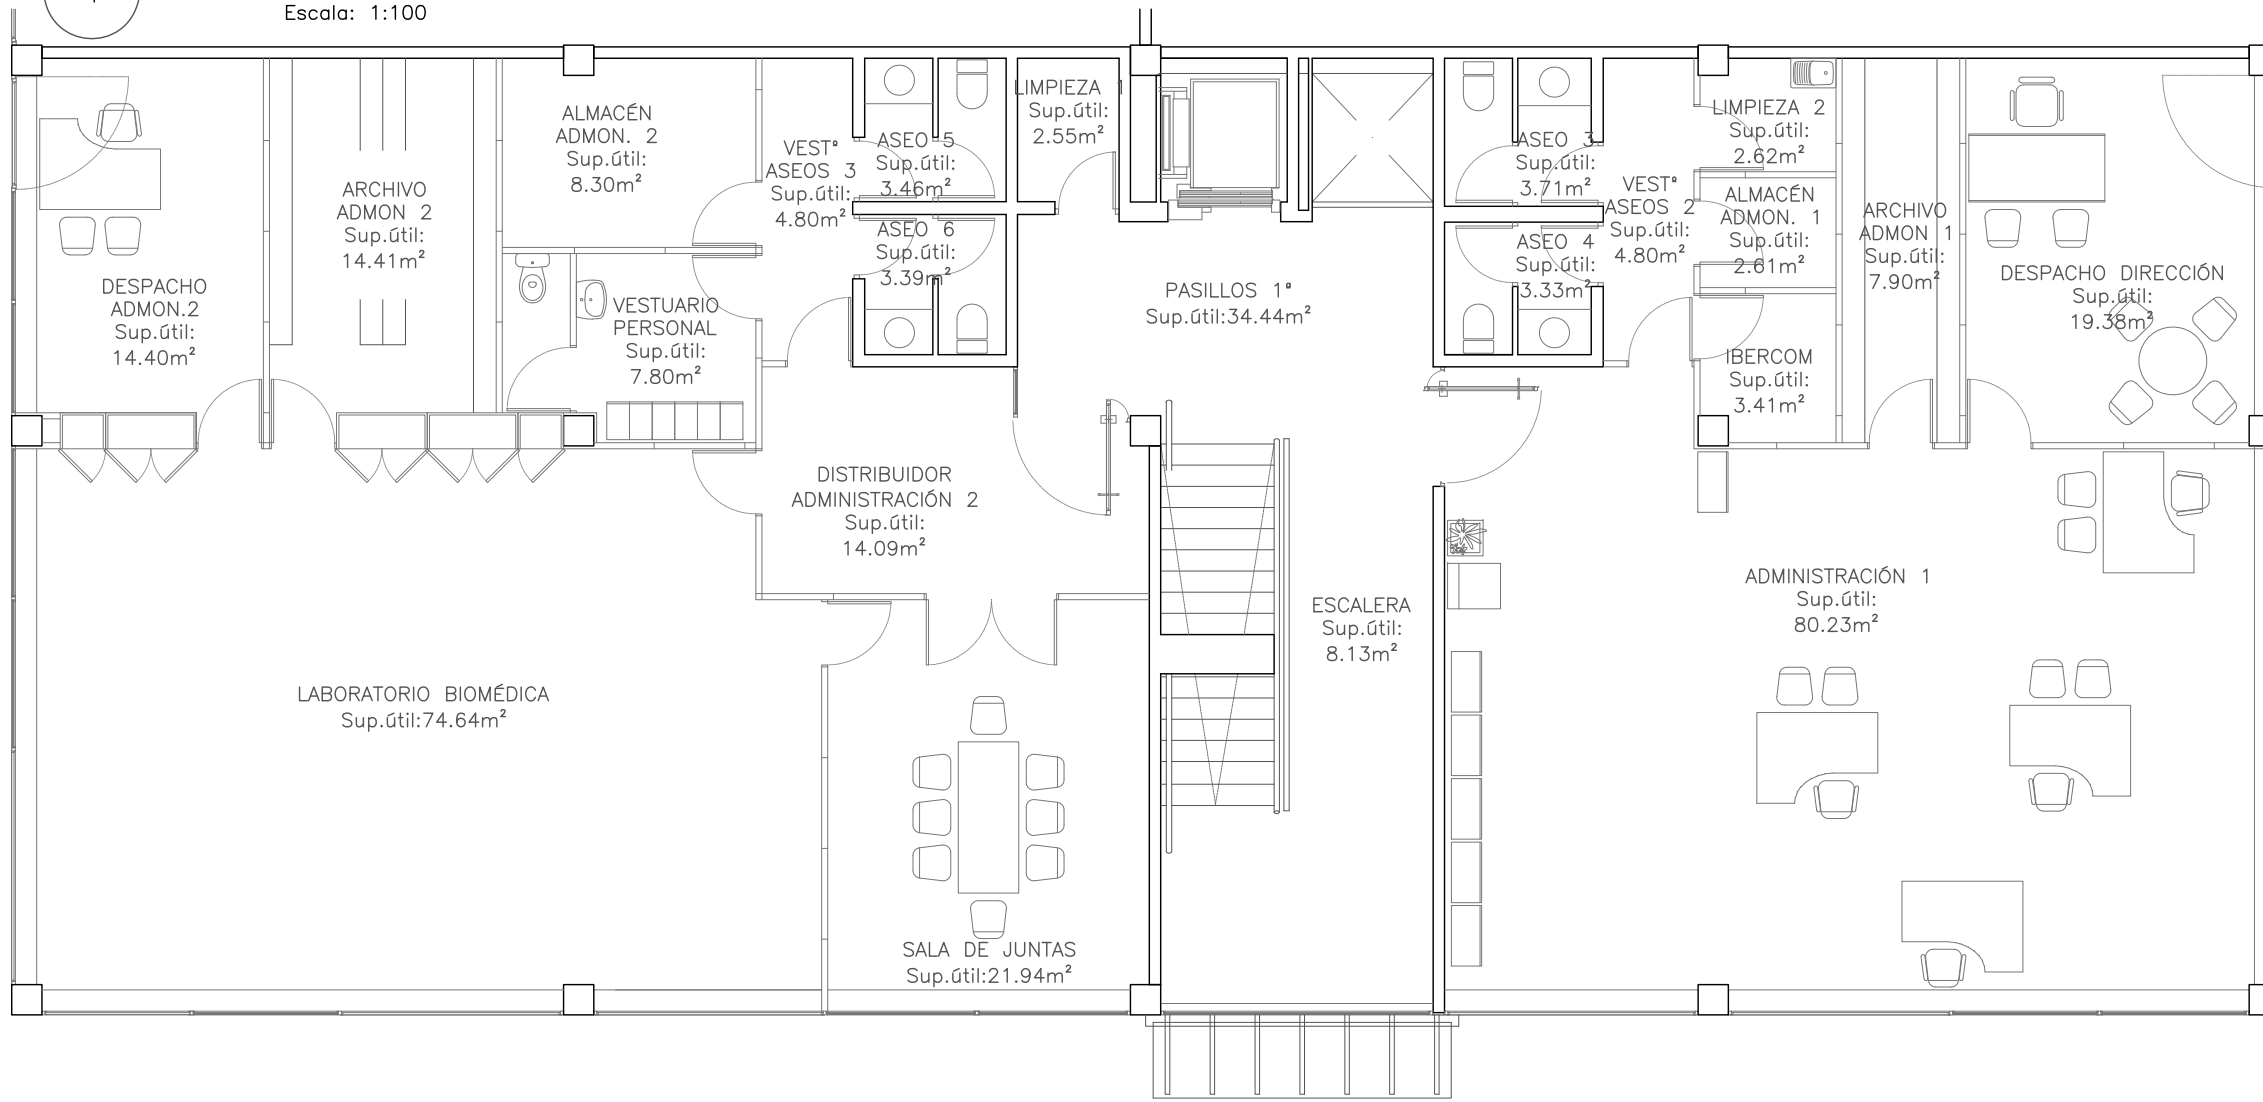 Escala: 1:100
DESPACHO
ADMON.2
Sup.útil:
14.40m²
ARCHIVO
ADMON 2
Sup.útil:
14.41m²
ALMACÉN
ADMON. 2
Sup.útil:
8.30m²
VESTUARIO
PERSONAL
Sup.útil:
7.80m²
VESTº
ASEOS 3
Sup.útil:
4.80m²
ASEO 5
Sup.útil:
3.46m²
ASEO 6
Sup.útil:
3.39m²
LIMPIEZA 1
Sup.útil:
2.55m²
PASILLOS 1ª
Sup.útil:34.44m²
ASEO 3
Sup.útil:
3.71m²
ASEO 4
Sup.útil:
3.33m²
VESTº
ASEOS 2
Sup.útil:
4.80m²
LIMPIEZA 2
Sup.útil:
2.62m²
ALMACÉN
ADMON. 1
Sup.útil:
2.61m²
IBERCOM
Sup.útil:
3.41m²
ARCHIVO
ADMON 1
Sup.útil:
7.90m²
DESPACHO DIRECCIÓN
Sup.útil:
19.38m²
DISTRIBUIDOR
ADMINISTRACIÓN 2
Sup.útil:
14.09m²
ESCALERA
Sup.útil:
8.13m²
ADMINISTRACIÓN 1
Sup.útil:
80.23m²
LABORATORIO BIOMÉDICA
Sup.útil:74.64m²
SALA DE JUNTAS
Sup.útil:21.94m²